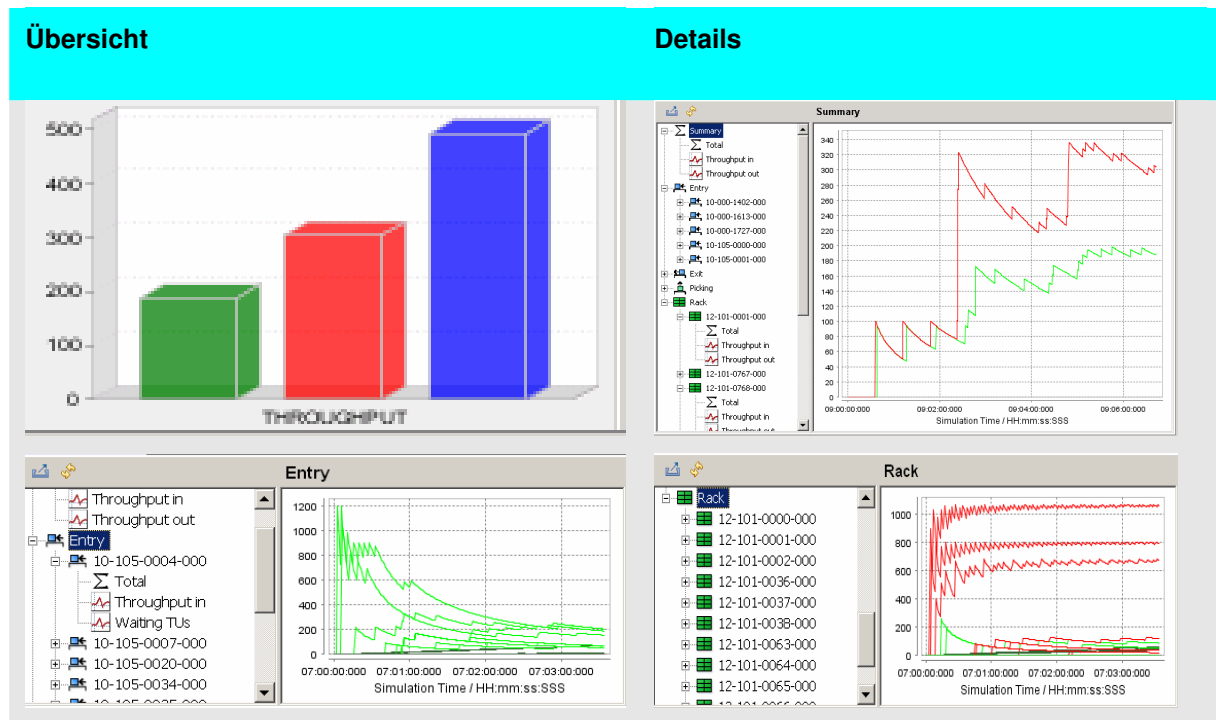 Übersicht
Details
500
400
300
200
100
0
THROUGHPUT
Summary
Summary
Total
Throughput in
Throughput out
Entry
10-000-1402-000
10-000-1613-000
10-000-1727-000
10-105-0000-000
10-105-0001-000
Exit
Picking
Rack
12-101-0001-000
Total
Throughput in
Throughput out
12-101-0767-000
12-101-0768-000
Total
Throughput in
Throughput out
340
320
300
280
260
240
220
200
180
160
140
120
100
80
60
40
20
0
09:00:00:000 09:02:00:000 09:04:00:000 09:06:00:000
Simulation Time / HH:mm:ss:SSS
Entry
Throughput in
Throughput out
Entry
10-105-0004-000
Total
Throughput in
Waiting TUs
10-105-0007-000
10-105-0020-000
10-105-0034-000
10-105-0035-000
1200
1000
800
600
400
200
0
07:00:00:000 07:01:00:000 07:02:00:000 07:03:00:000
Simulation Time / HH:mm:ss:SSS
Rack
Rack
12-101-0000-000
12-101-0001-000
12-101-0002-000
12-101-0036-000
12-101-0037-000
12-101-0038-000
12-101-0063-000
12-101-0064-000
12-101-0065-000
12-101-0066-000
1000
800
600
400
200
0
07:00:00:000 07:01:00:000 07:02:00:000 07:03:00:000
Simulation Time / HH:mm:ss:SSS